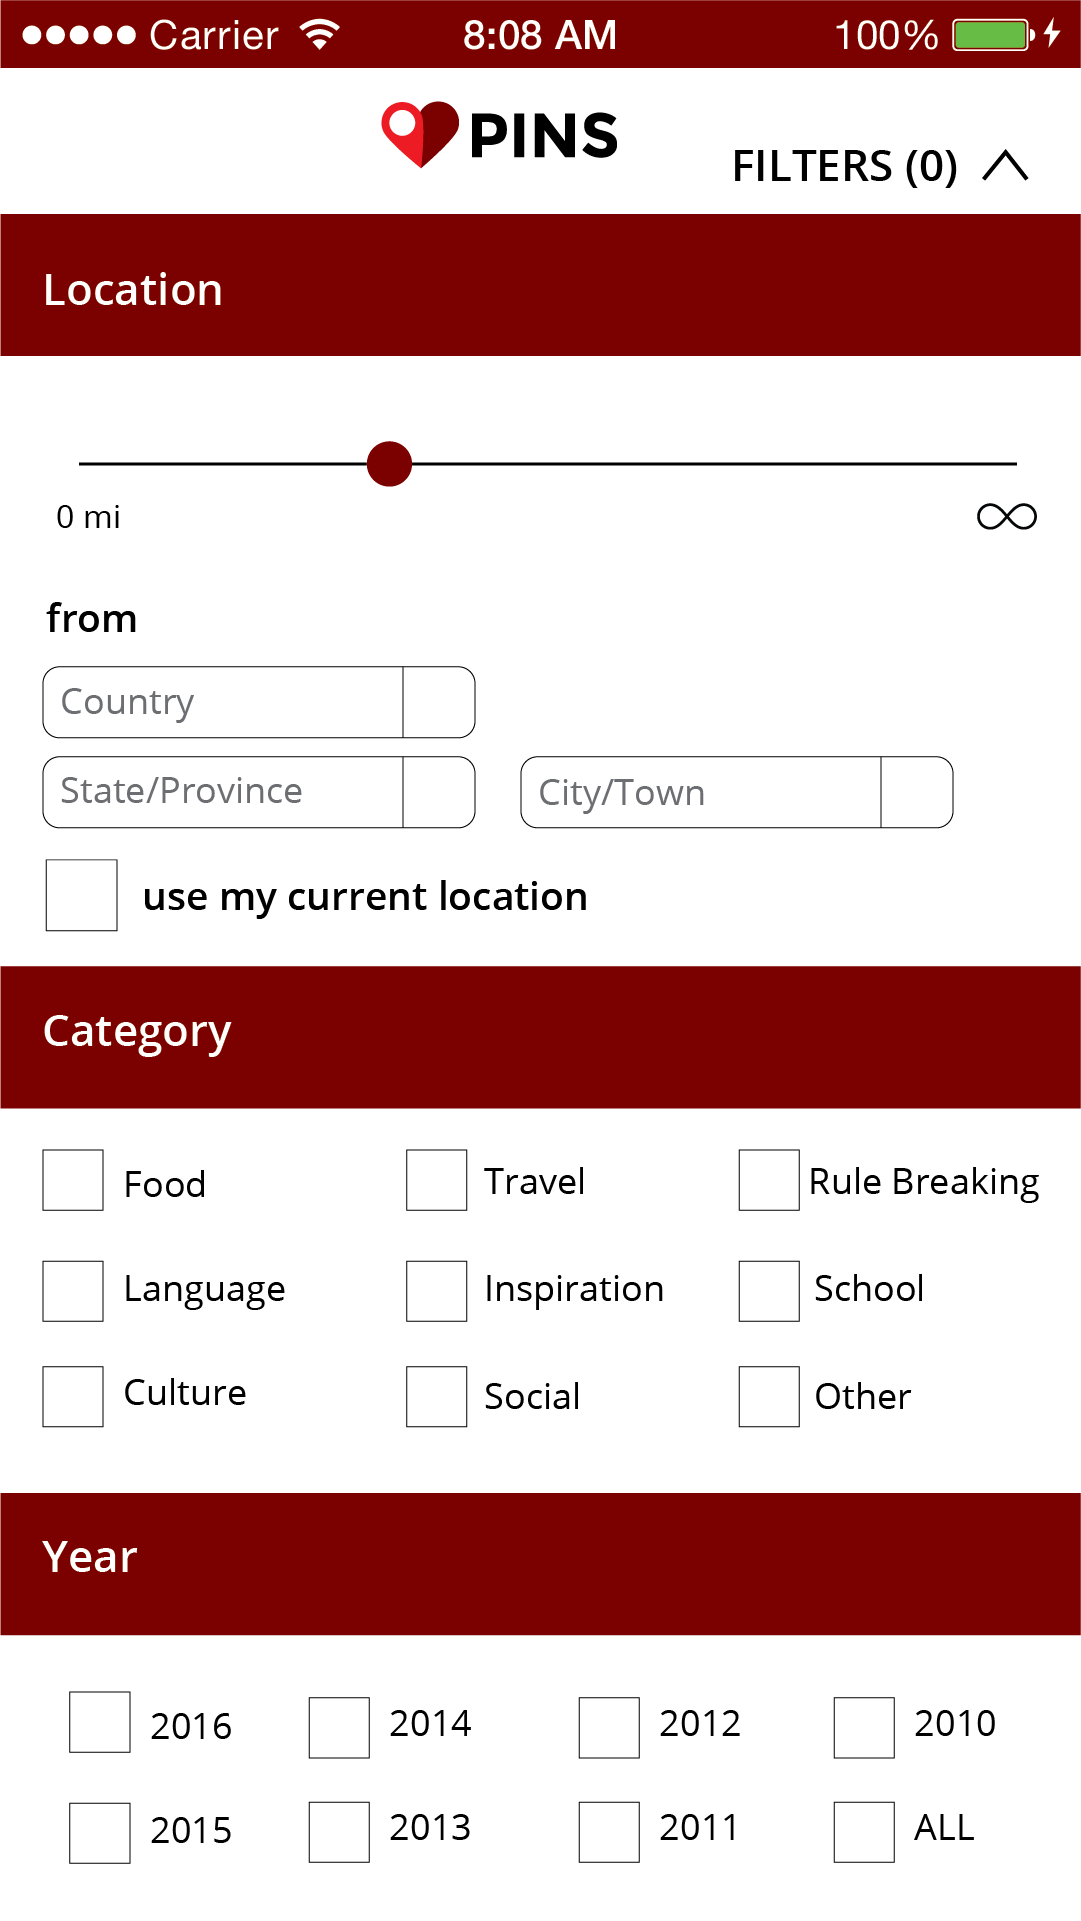 Carrier 8:08 AM 100%
PINS
FILTERS (0)
Location
0 mi ∞
from
Country
State/Province City/Town
use my current location
Category
Food Travel Rule Breaking
Language Inspiration School
Culture Social Other
Year
2016 2014 2012 2010
2015 2013 2011 ALL